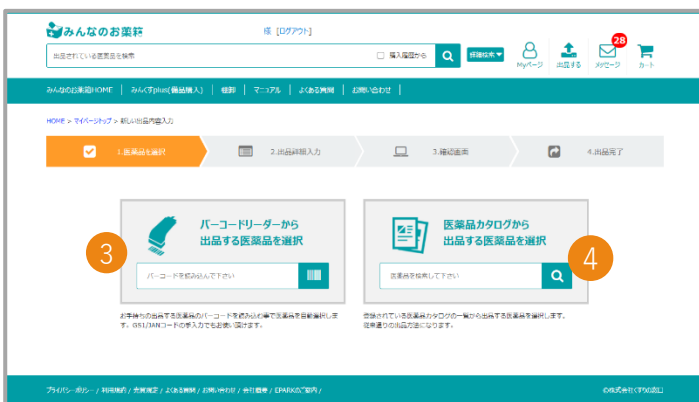 みんなのお薬箱
様 [ログアウト]
出品されている医薬品を検索
購入履歴から
詳細検索▼
Myページ
出品する
28
メッセージ
カート
みんなのお薬箱HOME | みんくすplus(備品購入) | 棚卸 | マニュアル | よくある質問 | お問い合わせ |
HOME > マイページトップ > 新しい出品内容入力
1.医薬品を選択
2.出品詳細入力
3.確認画面
4.出品完了
3
バーコードリーダーから
出品する医薬品を選択
バーコードを読み込んで下さい
お手持ちの出品する医薬品のバーコードを読み込む事で医薬品を自動選択しま
す。GS1/JANコードの手入力でもお使い頂けます。
医薬品カタログから
出品する医薬品を選択
4
医薬品を検索して下さい
登録されている医薬品カタログの一覧から出品する医薬品を選択します。
従来通りの出品方法になります。
プライバシーポリシー / 利用規約 / 売買規定 / よくある質問 / お問い合わせ / 会社概要 / EPARKのご案内 /
©株式会社くすりの窓口